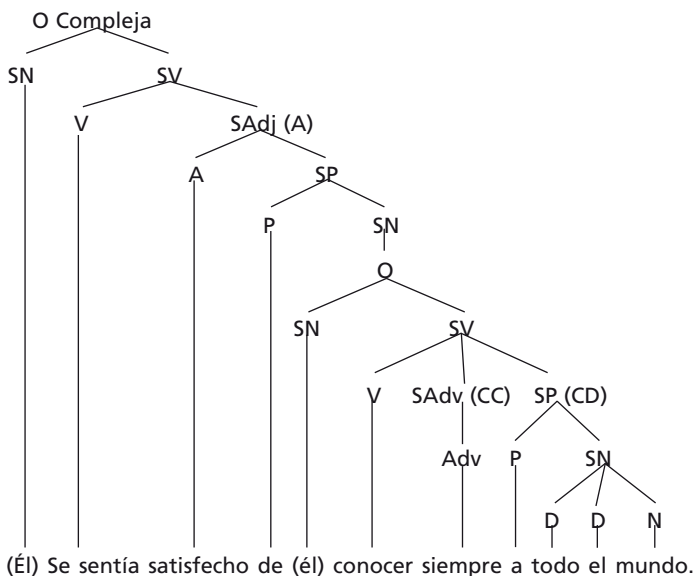 O Compleja
SN SV
V SAdj (A)
A SP
P SN
O
SN SV
V SAdv (CC) SP (CD)
Adv P SN
D D N
(Él) Se sentía satisfecho de (él) conocer siempre a todo el mundo.